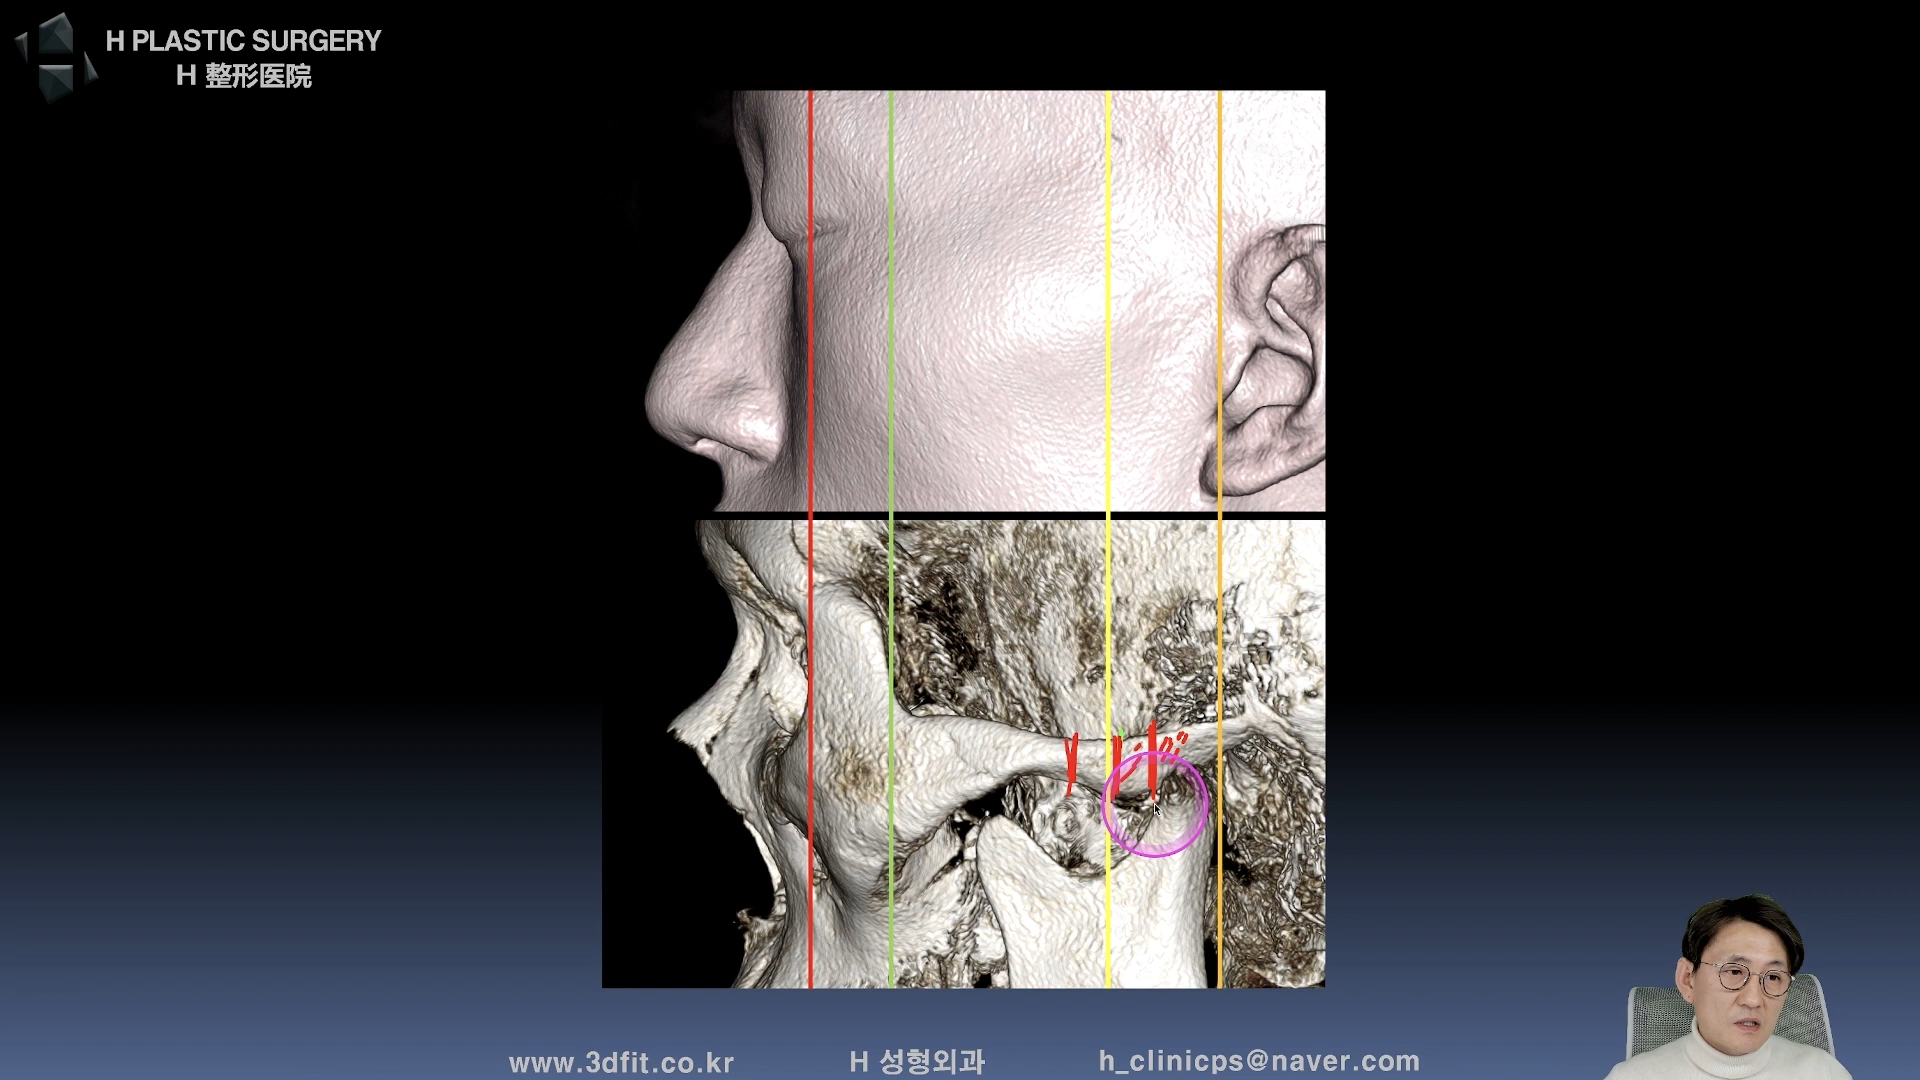 H PLASTIC SURGERY
H 整形医院
www.3dfit.co.kr
H 성형외과
h_clinicps@naver.com